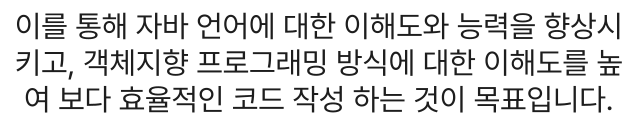 이를 통해 자바 언어에 대한 이해도와 능력을 향상시
키고, 객체지향 프로그래밍 방식에 대한 이해도를 높
여 보다 효율적인 코드 작성 하는 것이 목표입니다.